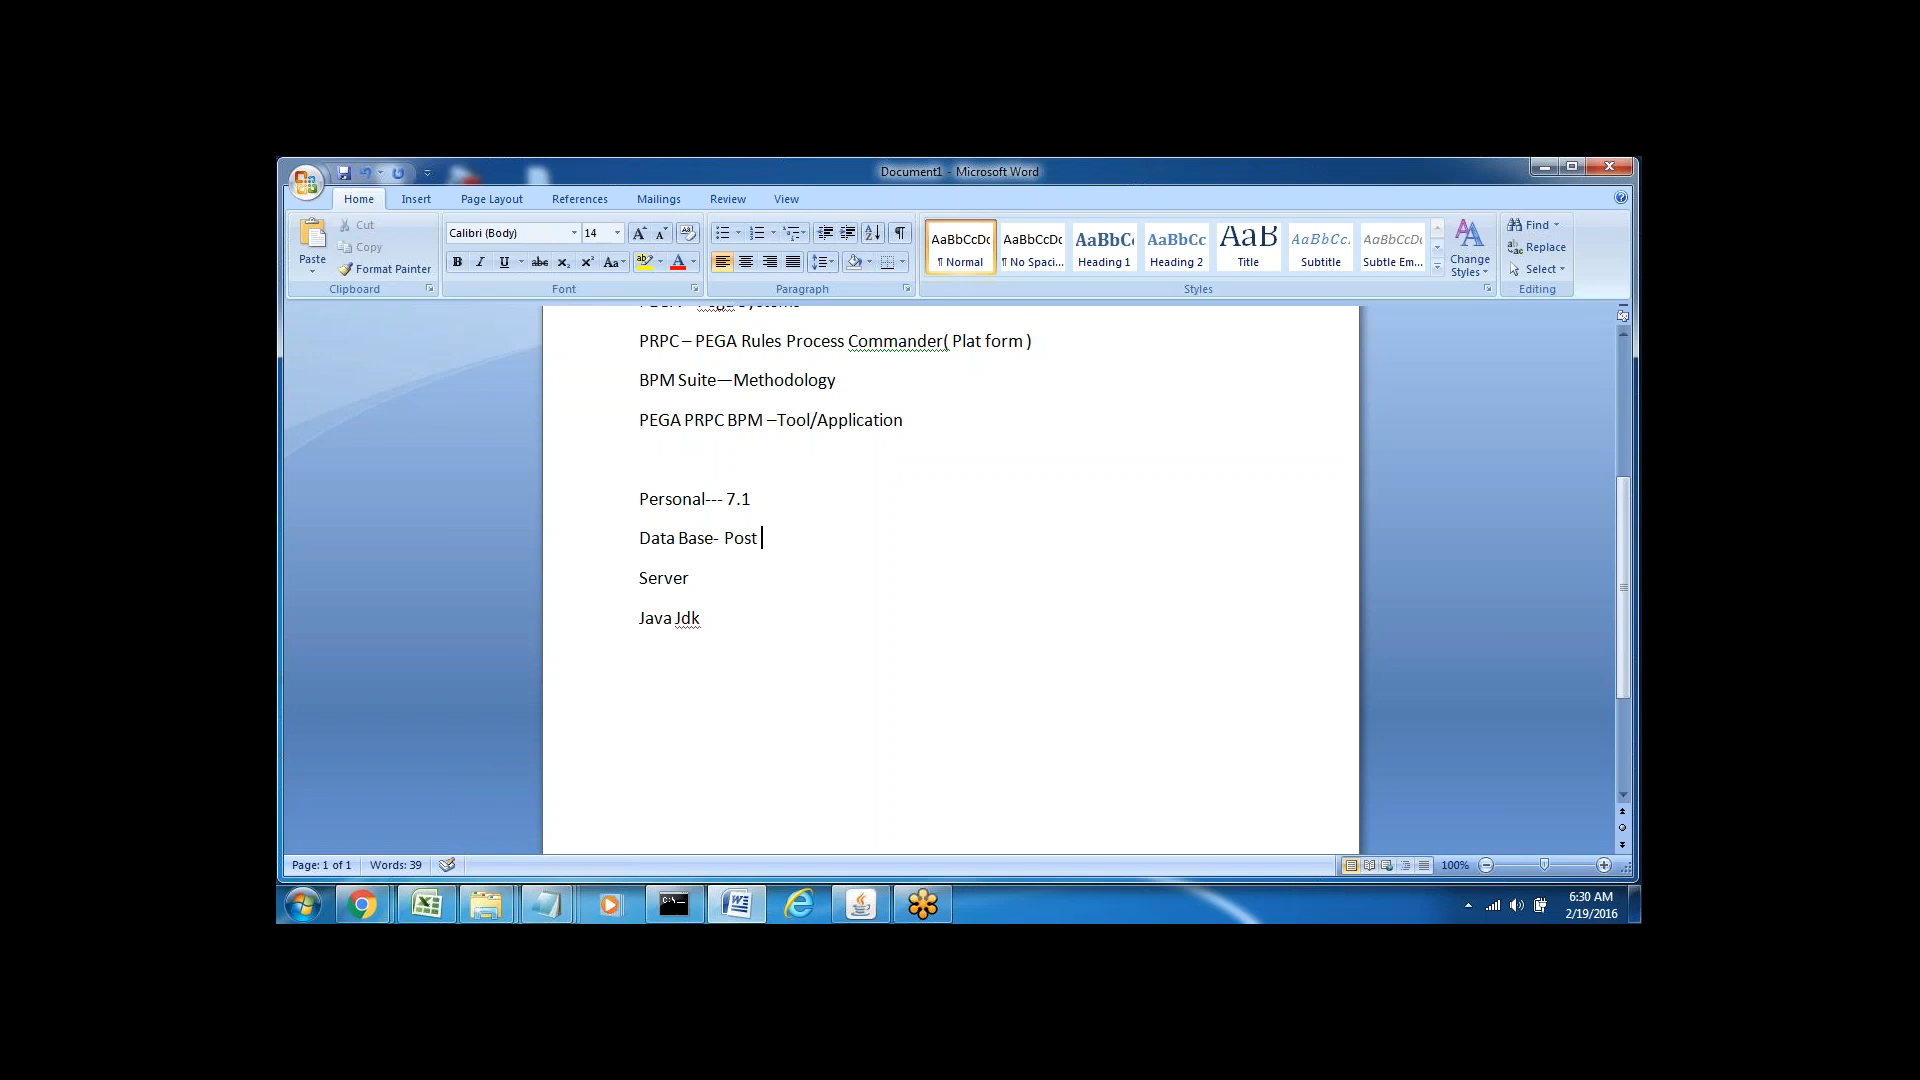 Document1 - Microsoft Word
Home Insert Page Layout References Mailings Review View
Paste
Cut
Copy
Format Painter
Clipboard
Calibri (Body) 14
Font
Paragraph
AaBbCcDc AaBbCcDc AaBbC AaBbCc AaB AaBbCc. AaBbCcDc
¶ Normal ¶ No Spaci... Heading 1 Heading 2 Title Subtitle Subtle Em...
Change Styles
Styles
Find
Replace
Select
Editing
PRPC – PEGA Rules Process Commander( Plat form )
BPM Suite—Methodology
PEGA PRPC BPM –Tool/Application
Personal--- 7.1
Data Base- Post
Server
Java Jdk
Page: 1 of 1 Words: 39 100%
6:30 AM
2/19/2016